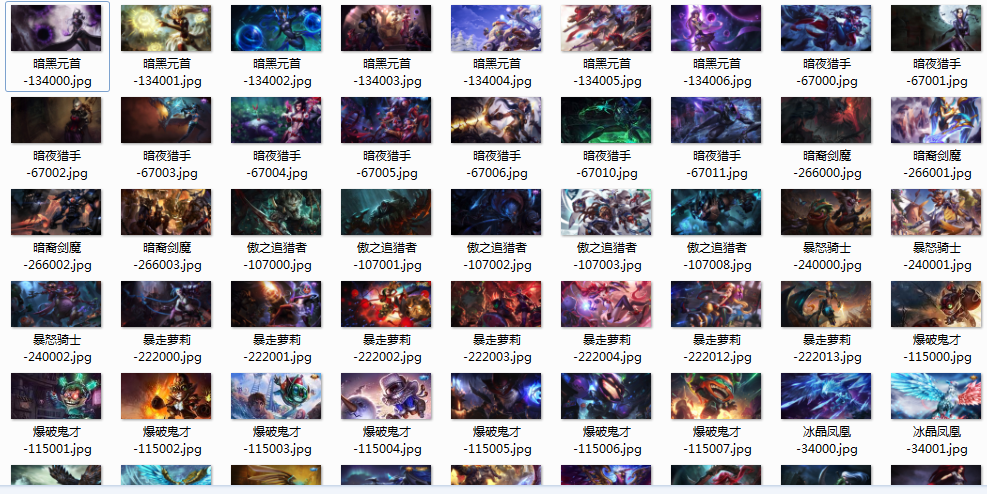 暗黑元首
-134000.jpg
暗黑元首
-134001.jpg
暗黑元首
-134002.jpg
暗黑元首
-134003.jpg
暗黑元首
-134004.jpg
暗黑元首
-134005.jpg
暗黑元首
-134006.jpg
暗夜猎手
-67000.jpg
暗夜猎手
-67001.jpg
暗夜猎手
-67002.jpg
暗夜猎手
-67003.jpg
暗夜猎手
-67004.jpg
暗夜猎手
-67005.jpg
暗夜猎手
-67006.jpg
暗夜猎手
-67010.jpg
暗夜猎手
-67011.jpg
暗裔剑魔
-266000.jpg
暗裔剑魔
-266001.jpg
暗裔剑魔
-266002.jpg
暗裔剑魔
-266003.jpg
傲之追猎者
-107000.jpg
傲之追猎者
-107001.jpg
傲之追猎者
-107002.jpg
傲之追猎者
-107003.jpg
傲之追猎者
-107008.jpg
暴怒骑士
-240000.jpg
暴怒骑士
-240001.jpg
暴怒骑士
-240002.jpg
暴走萝莉
-222000.jpg
暴走萝莉
-222001.jpg
暴走萝莉
-222002.jpg
暴走萝莉
-222003.jpg
暴走萝莉
-222004.jpg
暴走萝莉
-222012.jpg
暴走萝莉
-222013.jpg
爆破鬼才
-115000.jpg
爆破鬼才
-115001.jpg
爆破鬼才
-115002.jpg
爆破鬼才
-115003.jpg
爆破鬼才
-115004.jpg
爆破鬼才
-115005.jpg
爆破鬼才
-115006.jpg
爆破鬼才
-115007.jpg
冰晶凤凰
-34000.jpg
冰晶凤凰
-34001.jpg